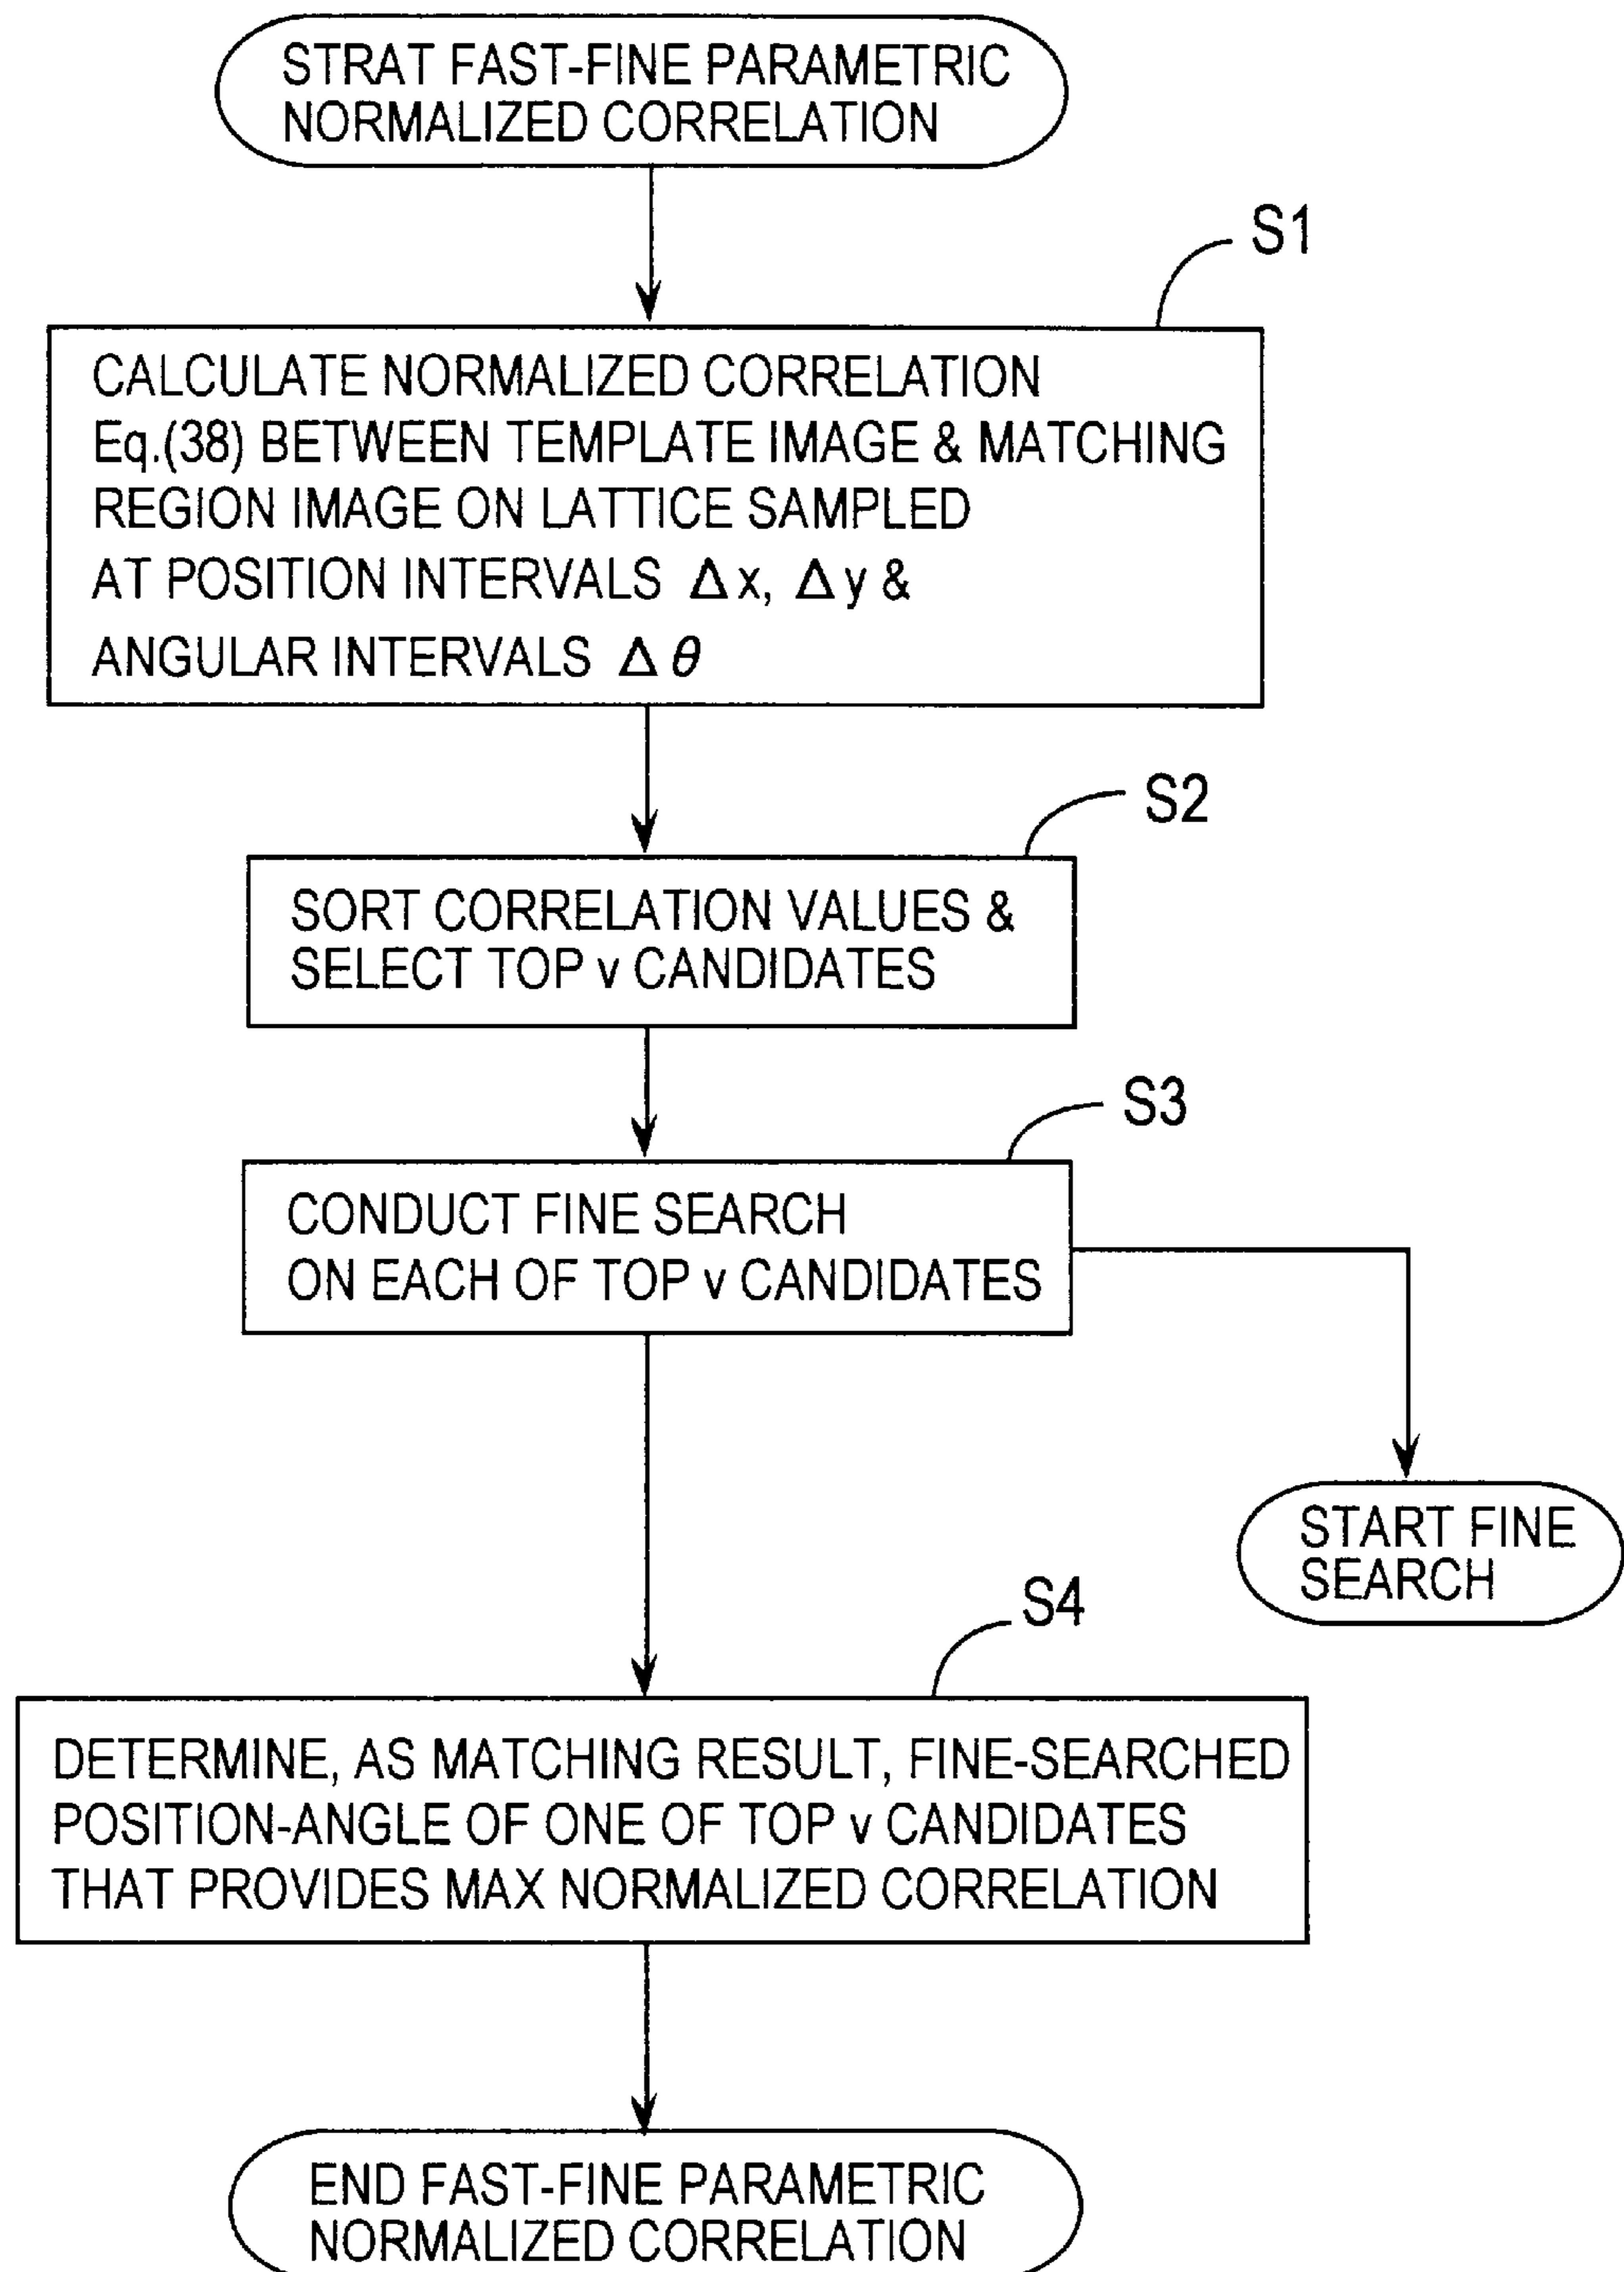 STRAT FAST-FINE PARAMETRIC
NORMALIZED CORRELATION
S1
CALCULATE NORMALIZED CORRELATION
Eq.(38) BETWEEN TEMPLATE IMAGE & MATCHING
REGION IMAGE ON LATTICE SAMPLED
AT POSITION INTERVALS Δx, Δy &
ANGULAR INTERVALS Δθ
S2
SORT CORRELATION VALUES &
SELECT TOP v CANDIDATES
S3
CONDUCT FINE SEARCH
ON EACH OF TOP v CANDIDATES
START FINE
SEARCH
S4
DETERMINE, AS MATCHING RESULT, FINE-SEARCHED
POSITION-ANGLE OF ONE OF TOP v CANDIDATES
THAT PROVIDES MAX NORMALIZED CORRELATION
END FAST-FINE PARAMETRIC
NORMALIZED CORRELATION